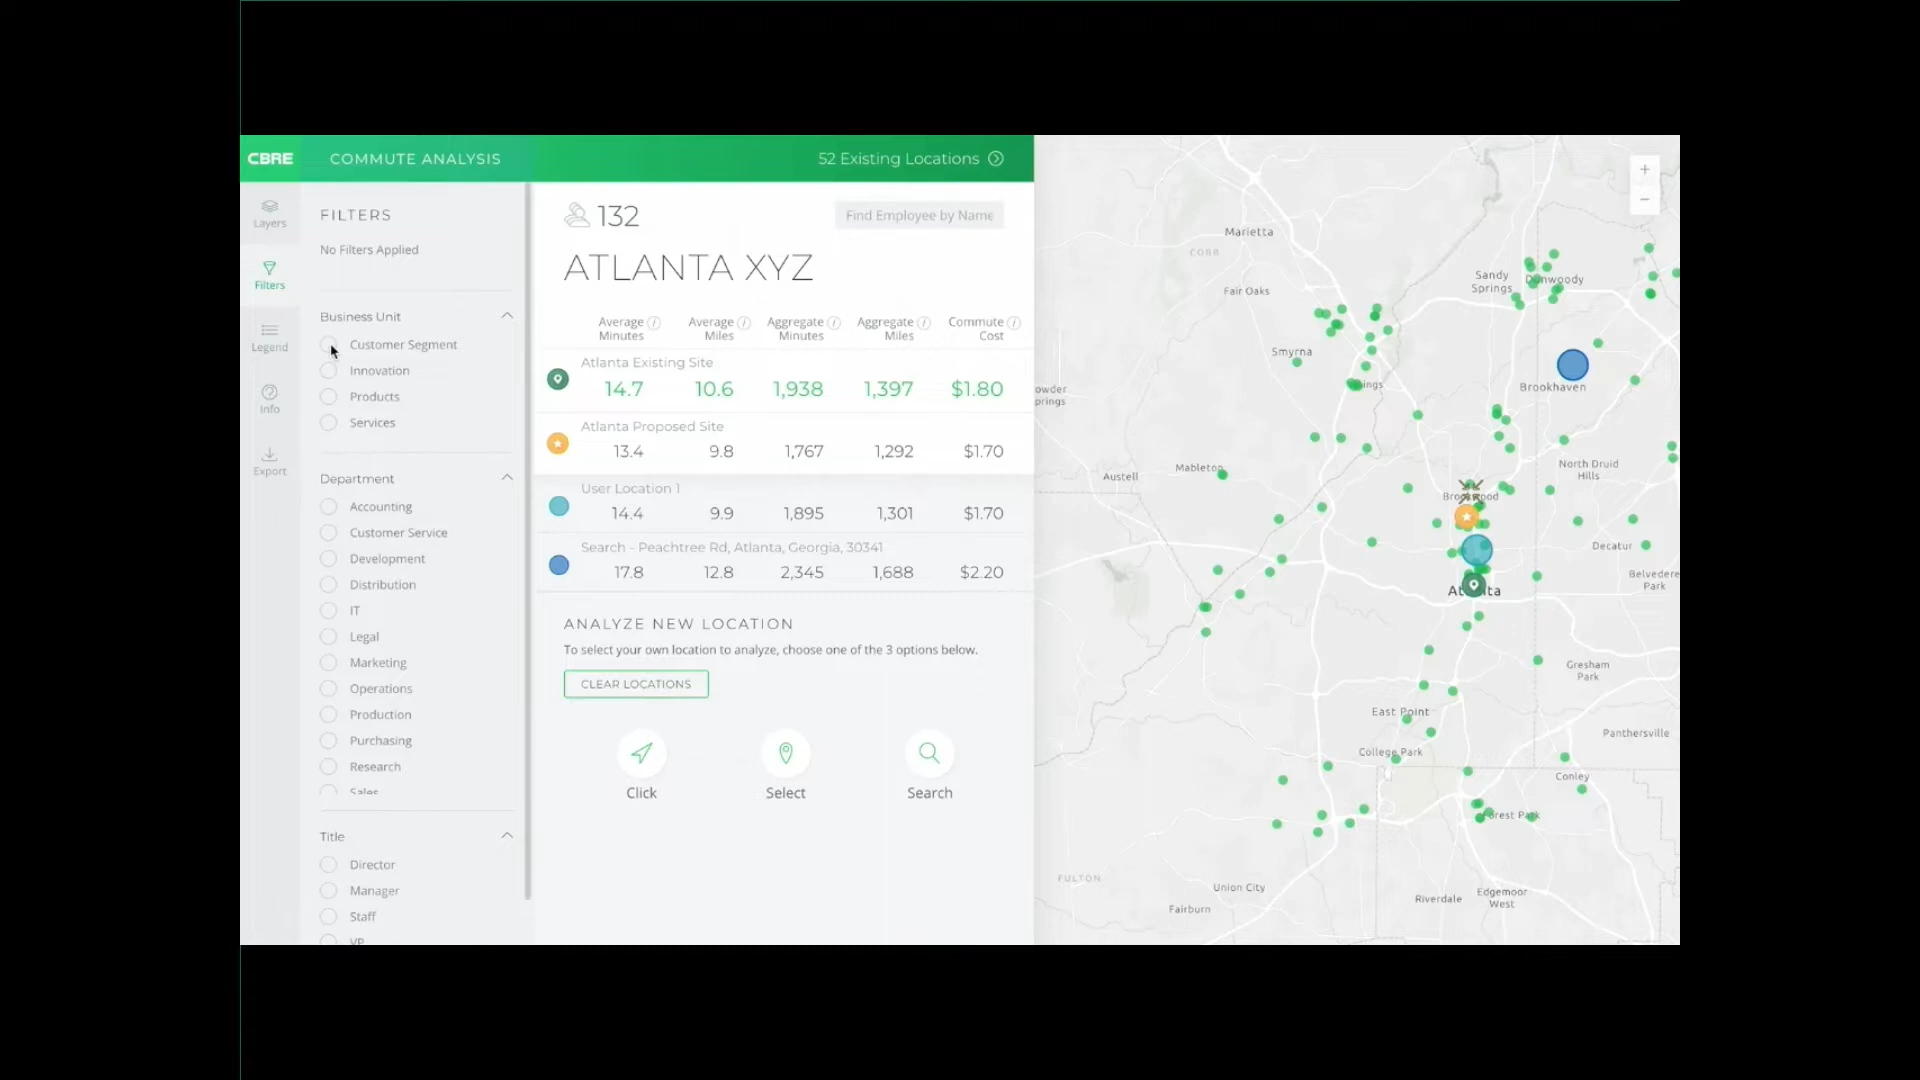 CBRE
COMMUTE ANALYSIS
52 Existing Locations
Layers
Filters
Legend
Info
Export
FILTERS
No Filters Applied
Business Unit
Customer Segment
Innovation
Products
Services
Department
Accounting
Customer Service
Development
Distribution
IT
Legal
Marketing
Operations
Production
Purchasing
Research
Sales
Title
Director
Manager
Staff
VP
132
Find Employee by Name
ATLANTA XYZ
Average Minutes
Average Miles
Aggregate Minutes
Aggregate Miles
Commute Cost
Atlanta Existing Site
14.7 10.6 1,938 1,397 $1.80
Atlanta Proposed Site
13.4 9.8 1,767 1,292 $1.70
User Location 1
14.4 9.9 1,895 1,301 $1.70
Search - Peachtree Rd, Atlanta, Georgia, 30341
17.8 12.8 2,345 1,688 $2.20
ANALYZE NEW LOCATION
To select your own location to analyze, choose one of the 3 options below.
CLEAR LOCATIONS
Click
Select
Search
+
−
Marietta
COBB
Fair Oaks
Sandy
Springs
Dunwoody
Smyrna
Brookhaven
owder
prings
ings
Mableton
Austell
North Druid
Hills
Decatur
Belvedere
Park
Gresham
Park
East Point
College Park
Panthersville
Conley
Forest Park
FULTON
Union City
Fairburn
Riverdale
Edgemoor
West